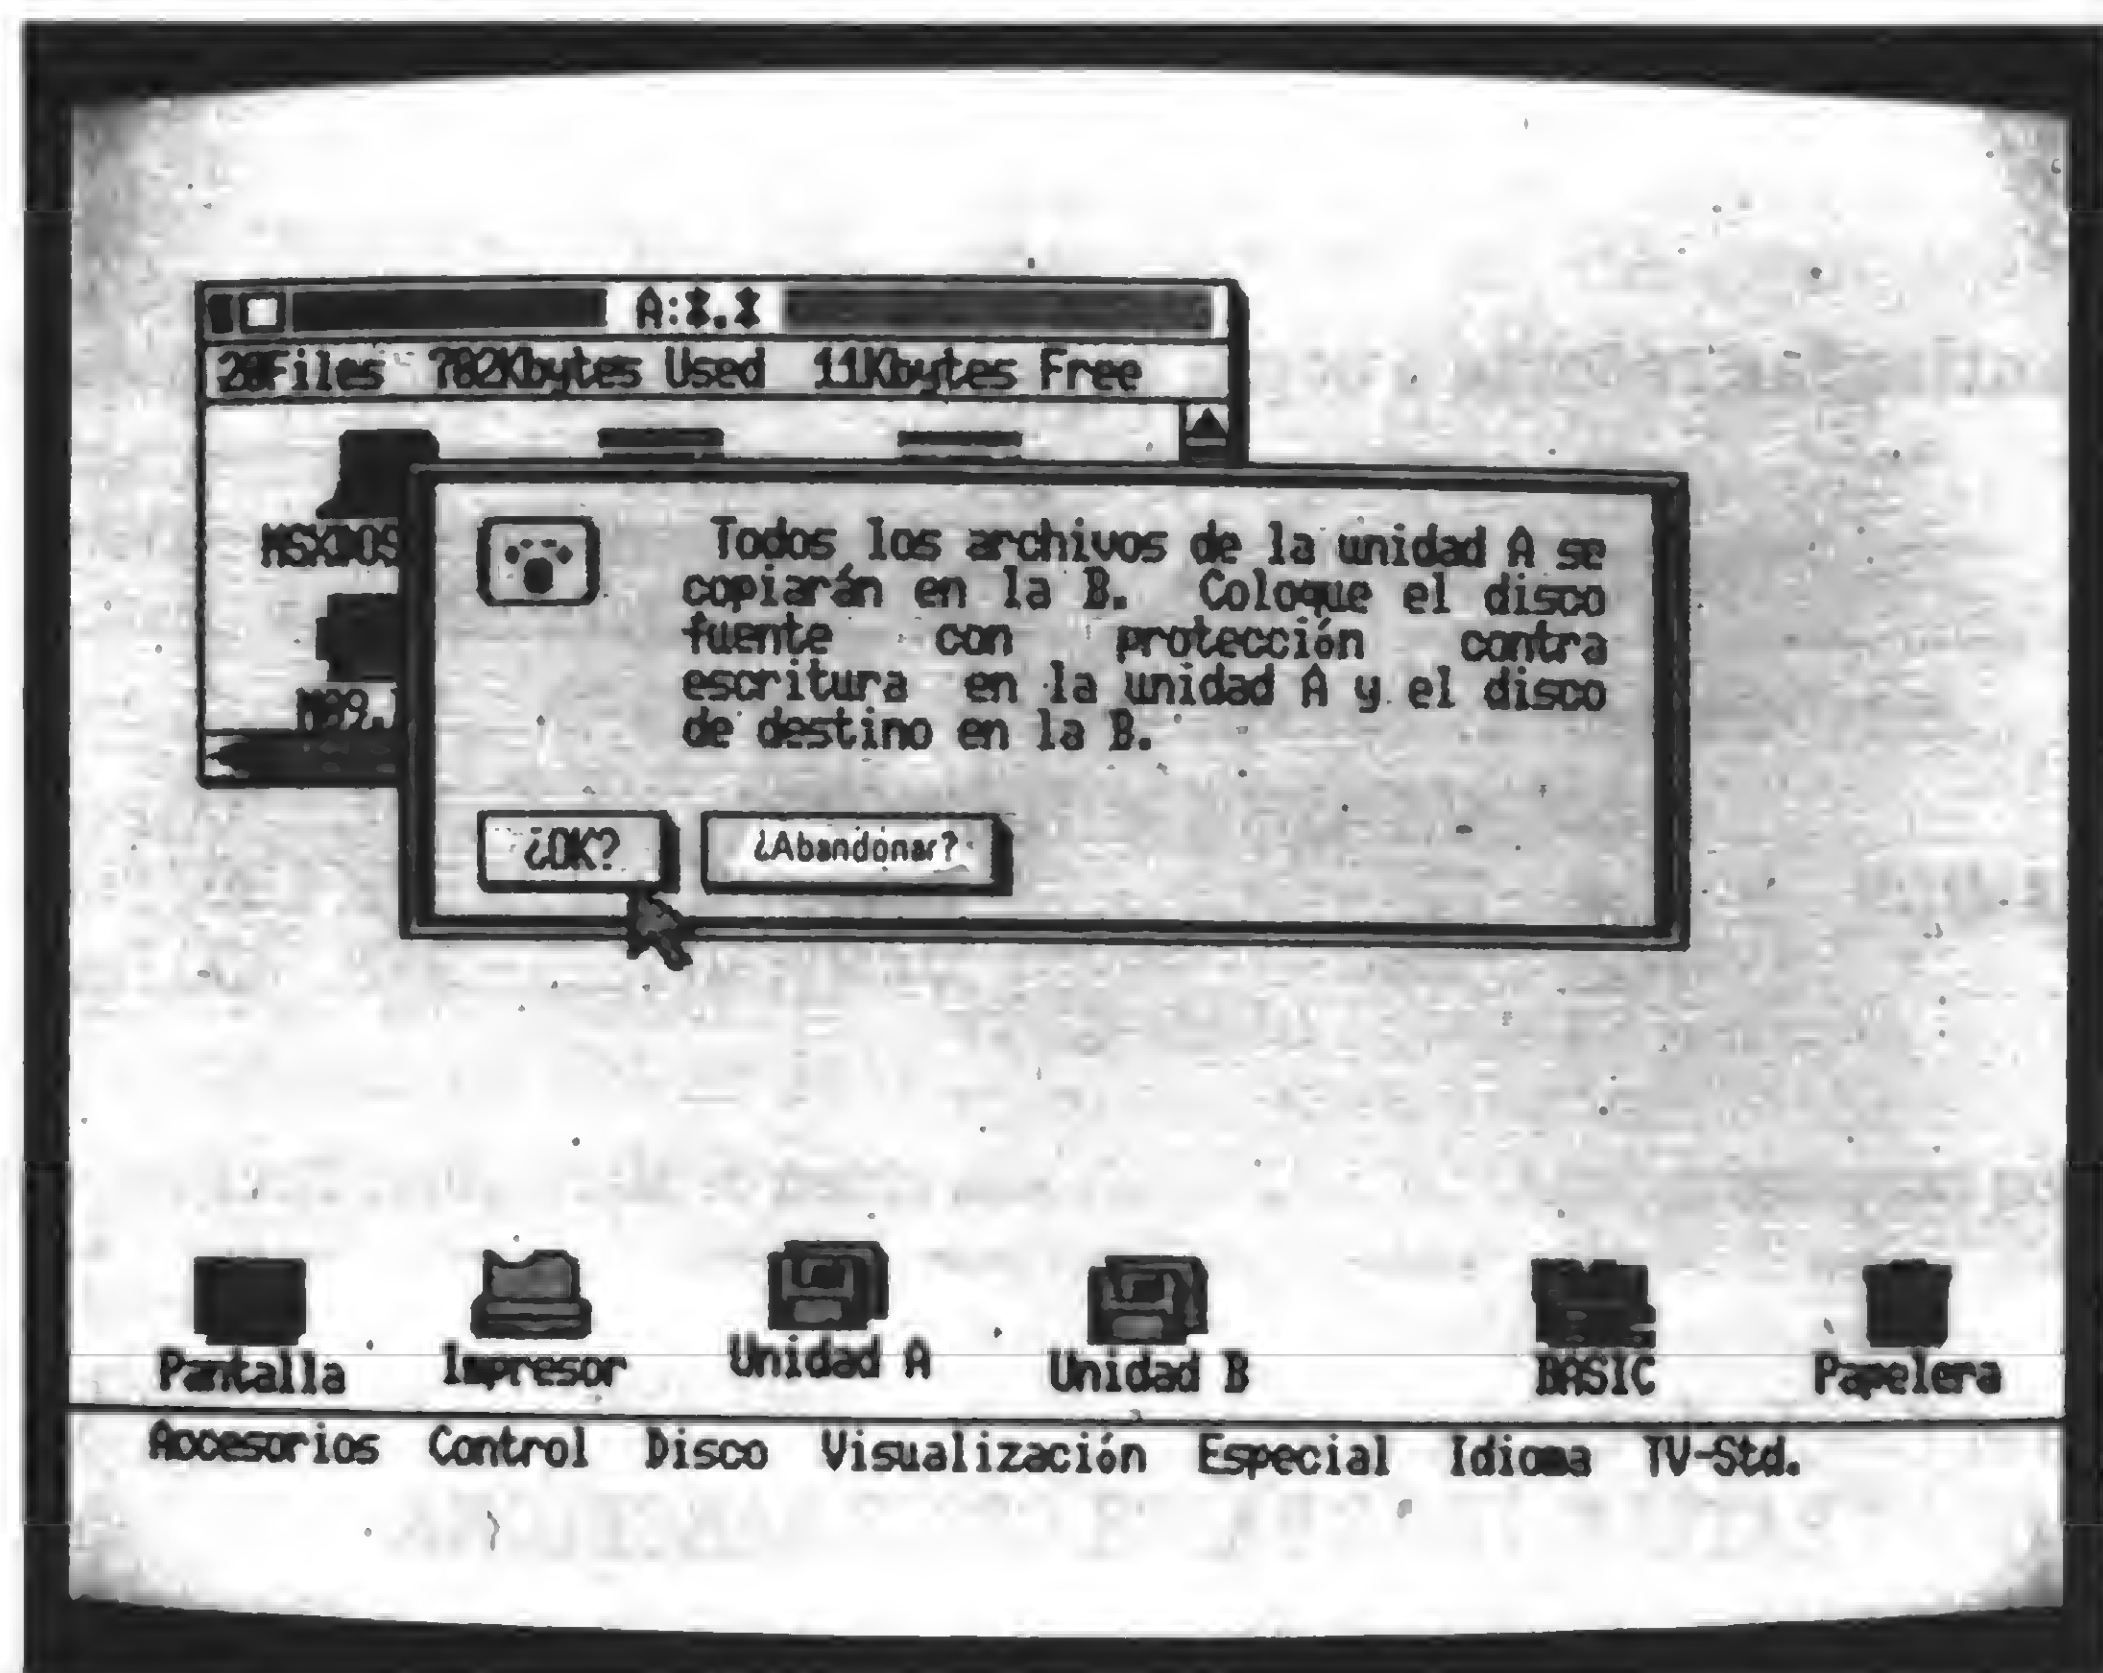 A:*.*
28Files 702Kbytes Used 11Kbytes Free
MSXDOS
Todos los archivos de la unidad A se
copiarán en la B. Coloque el disco
fuente con protección contra
escritura en la unidad A y el disco
de destino en la B.
¿OK? ¿Abandonar?
Pantalla Impresor Unidad A Unidad B BASIC Papelera
Accesorios Control Disco Visualización Especial Idioma TV-Std.